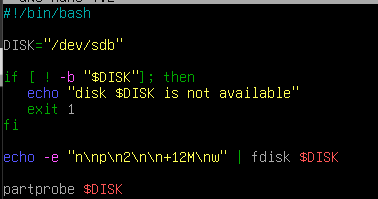 #!/bin/bash
DISK="/dev/sdb"
if [ ! -b "$DISK"]; then
echo "disk $DISK is not available"
exit 1
fi
echo -e "n\np\n2\n\n+12M\nw" | fdisk $DISK
partprobe $DISK